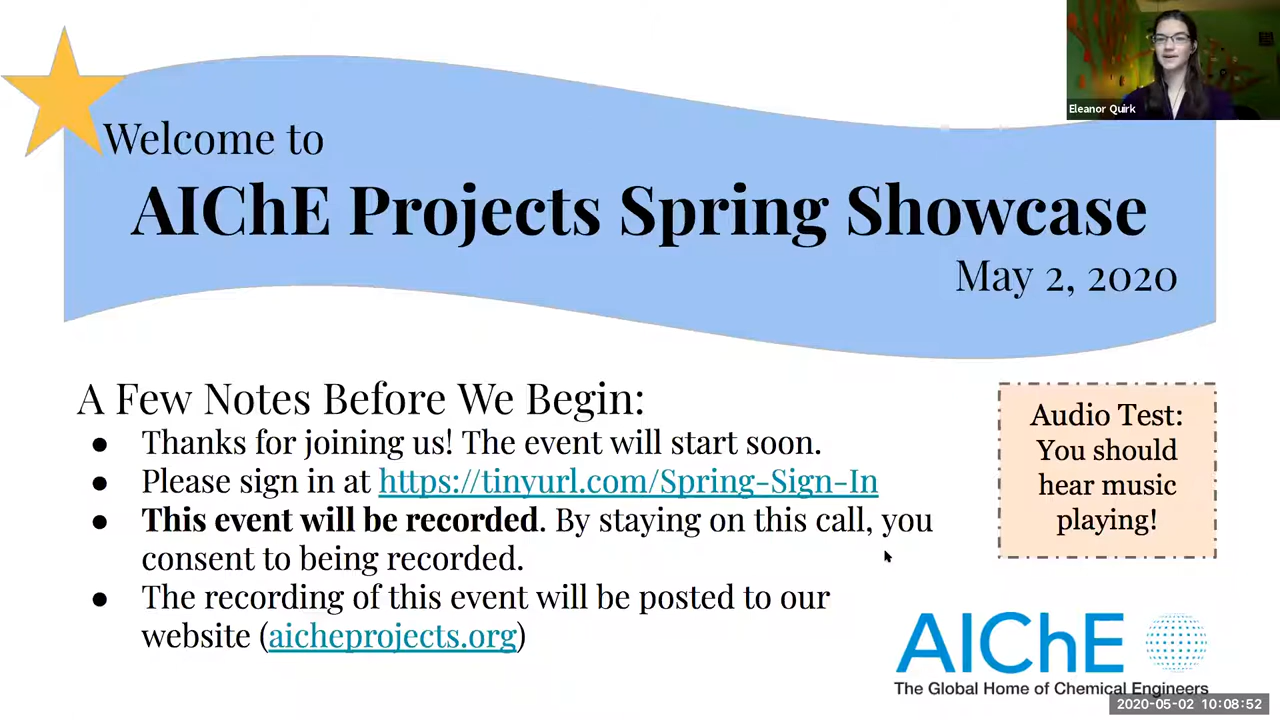 Eleanor Quirk
Welcome to
AIChE Projects Spring Showcase
May 2, 2020
A Few Notes Before We Begin:
● Thanks for joining us! The event will start soon.
● Please sign in at https://tinyurl.com/Spring-Sign-In
● This event will be recorded. By staying on this call, you
consent to being recorded.
● The recording of this event will be posted to our
website (aicheprojects.org)
Audio Test:
You should
hear music
playing!
AIChE
The Global Home of Chemical Engineers
2020-05-02 10:08:52